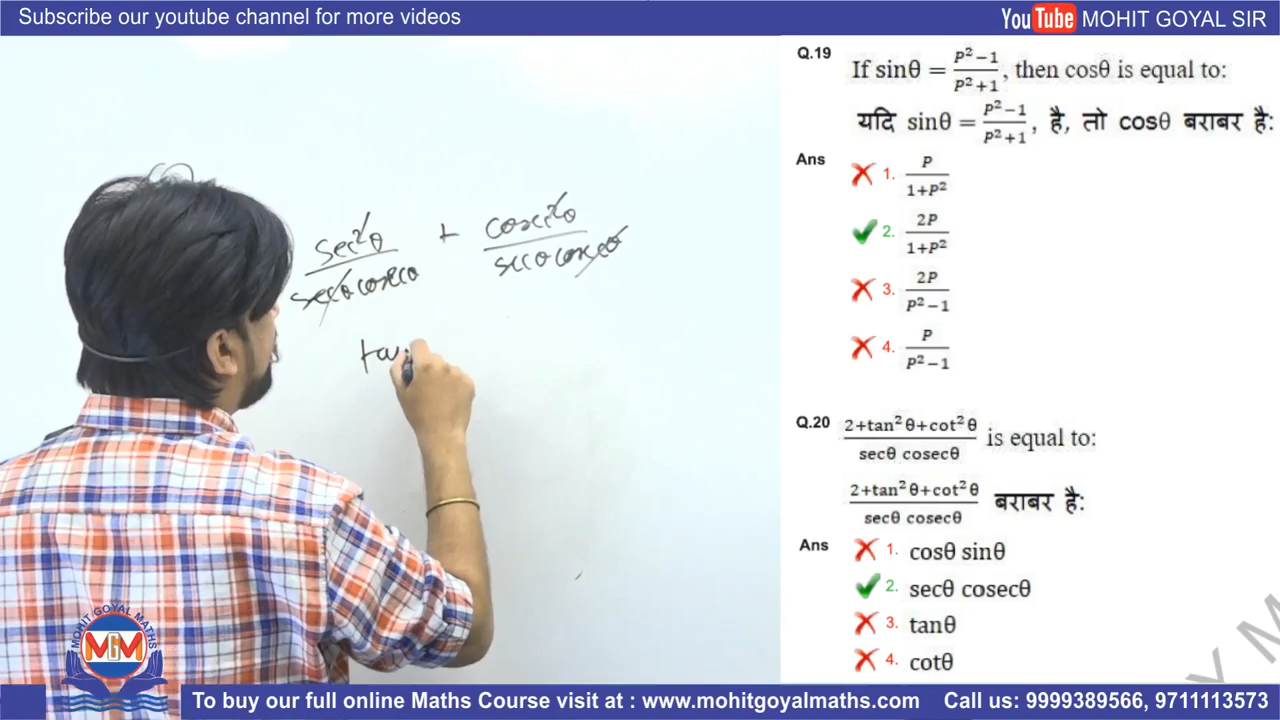 Subscribe our youtube channel for more videos
YouTube MOHIT GOYAL SIR
Q.19 If sinθ = (P²−1)/(P²+1), then cosθ is equal to:
यदि sinθ = (P²−1)/(P²+1), है, तो cosθ बराबर है:
Ans
1. P/(1+P²)
2. 2P/(1+P²)
3. 2P/(P²−1)
4. P/(P²−1)
sec²θ/(secθ cosecθ) + cosec²θ/(secθ cosecθ)
tan
Q.20 (2+tan²θ+cot²θ)/(secθ cosecθ) is equal to:
(2+tan²θ+cot²θ)/(secθ cosecθ) बराबर है:
Ans
1. cosθ sinθ
2. secθ cosecθ
3. tanθ
4. cotθ
MOHIT GOYAL MATHS
MGM
Y M
To buy our full online Maths Course visit at : www.mohitgoyalmaths.com Call us: 9999389566, 9711113573